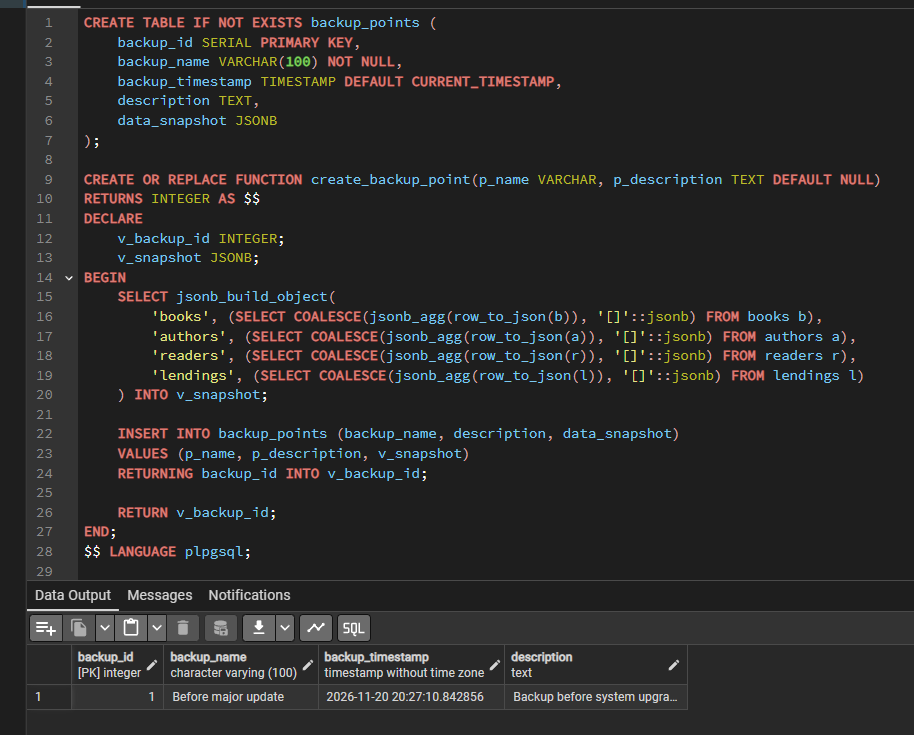 1 CREATE TABLE IF NOT EXISTS backup_points (
2 backup_id SERIAL PRIMARY KEY,
3 backup_name VARCHAR(100) NOT NULL,
4 backup_timestamp TIMESTAMP DEFAULT CURRENT_TIMESTAMP,
5 description TEXT,
6 data_snapshot JSONB
7 );
8
9 CREATE OR REPLACE FUNCTION create_backup_point(p_name VARCHAR, p_description TEXT DEFAULT NULL)
10 RETURNS INTEGER AS $$
11 DECLARE
12 v_backup_id INTEGER;
13 v_snapshot JSONB;
14 BEGIN
15 SELECT jsonb_build_object(
16 'books', (SELECT COALESCE(jsonb_agg(row_to_json(b)), '[]'::jsonb) FROM books b),
17 'authors', (SELECT COALESCE(jsonb_agg(row_to_json(a)), '[]'::jsonb) FROM authors a),
18 'readers', (SELECT COALESCE(jsonb_agg(row_to_json(r)), '[]'::jsonb) FROM readers r),
19 'lendings', (SELECT COALESCE(jsonb_agg(row_to_json(l)), '[]'::jsonb) FROM lendings l)
20 ) INTO v_snapshot;
21
22 INSERT INTO backup_points (backup_name, description, data_snapshot)
23 VALUES (p_name, p_description, v_snapshot)
24 RETURNING backup_id INTO v_backup_id;
25
26 RETURN v_backup_id;
27 END;
28 $$ LANGUAGE plpgsql;
29
Data Output Messages Notifications
SQL
backup_id backup_name backup_timestamp description
[PK] integer character varying (100) timestamp without time zone text
1 1 Before major update 2026-11-20 20:27:10.842856 Backup before system upgra...